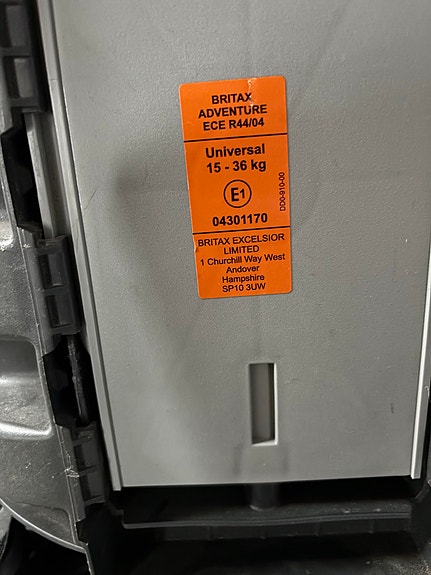 BRITAX
ADVENTURE
ECE R44/04
Universal
15 - 36 kg
E1
04301170
DD0-910-00
BRITAX EXCELSIOR
LIMITED
1 Churchill Way West
Andover
Hampshire
SP10 3UW